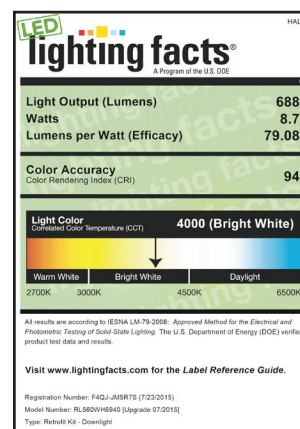 HAL
LED
lighting facts®
A Program of the U.S. DOE
Light Output (Lumens) 688
Watts 8.7
Lumens per Watt (Efficacy) 79.08
Color Accuracy 94
Color Rendering Index (CRI)
Light Color 4000 (Bright White)
Correlated Color Temperature (CCT)
Warm White Bright White Daylight
2700K 3000K 4500K 6500K
All results are according to IESNA LM-79-2008: Approved Method for the Electrical and
Photometric Testing of Solid-State Lighting. The U.S. Department of Energy (DOE) verifie
product test data and results.
Visit www.lightingfacts.com for the Label Reference Guide.
Registration Number: F4QJ-JM5R7S (7/23/2015)
Model Number: RL560WH6940 [Upgrade 07/2015]
Type: Retrofit Kit - Downlight